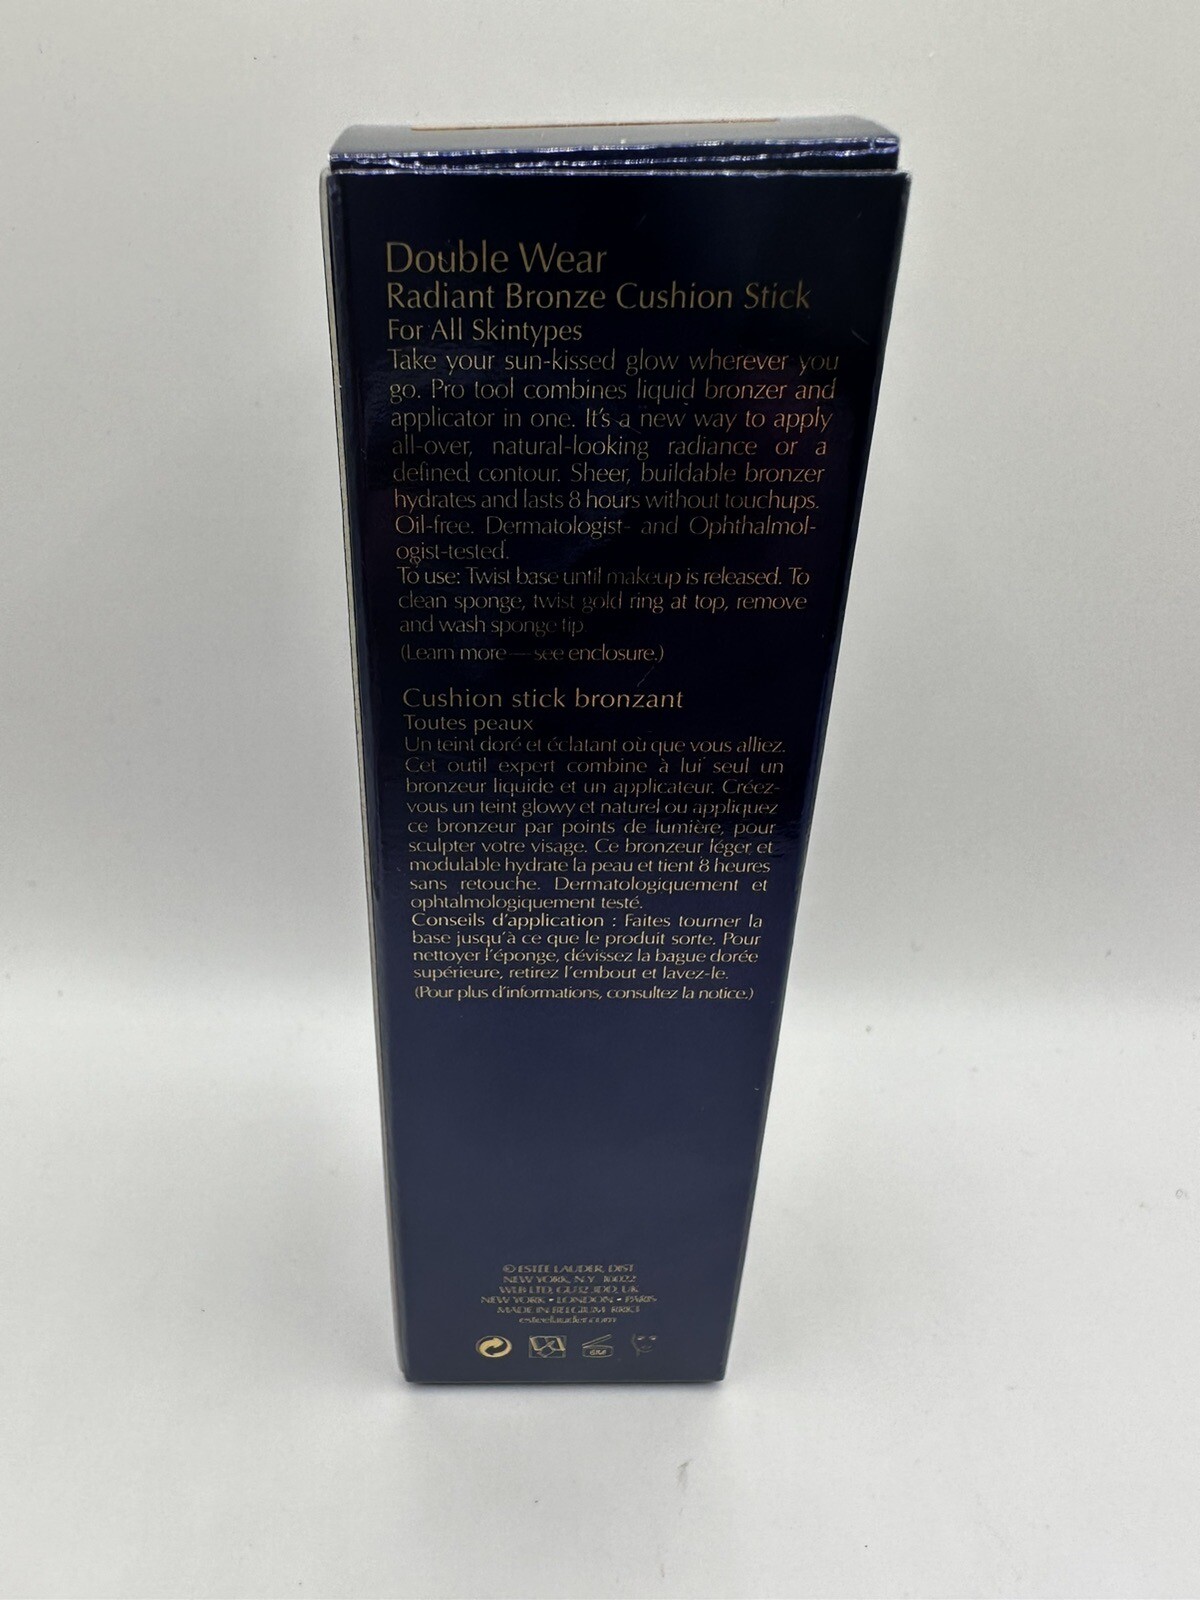 Double Wear
Radiant Bronze Cushion Stick
For All Skintypes
Take your sun-kissed glow wherever you
go. Pro tool combines liquid bronzer and
applicator in one. It's a new way to apply
all-over, natural-looking radiance or a
defined contour. Sheer, buildable bronzer
hydrates and lasts 8 hours without touchups.
Oil-free. Dermatologist- and Ophthalmol-
ogist-tested.
To use: Twist base until makeup is released. To
clean sponge, twist gold ring at top, remove
and wash sponge tip
(Learn more — see enclosure.)
Cushion stick bronzant
Toutes peaux
Un teint doré et éclatant où que vous alliez.
Cet outil expert combine à lui seul un
bronzeur liquide et un applicateur. Créez-
vous un teint glowy et naturel ou appliquez
ce bronzeur par points de lumière, pour
sculpter votre visage. Ce bronzeur léger et
modulable hydrate la peau et tient 8 heures
sans retouche. Dermatologiquement et
ophtalmologiquement testé.
Conseils d'application : Faites tourner la
base jusqu'à ce que le produit sorte. Pour
nettoyer l'éponge, dévissez la bague dorée
supérieure, retirez l'embout et lavez-le.
(Pour plus d'informations, consultez la notice.)
© ESTÉE LAUDER, DIST
NEW YORK, N.Y. 10022
WLB LTD, GU12 3DD, UK
NEW YORK • LONDON • PARIS
MADE IN BELGIUM
esteelauder.com